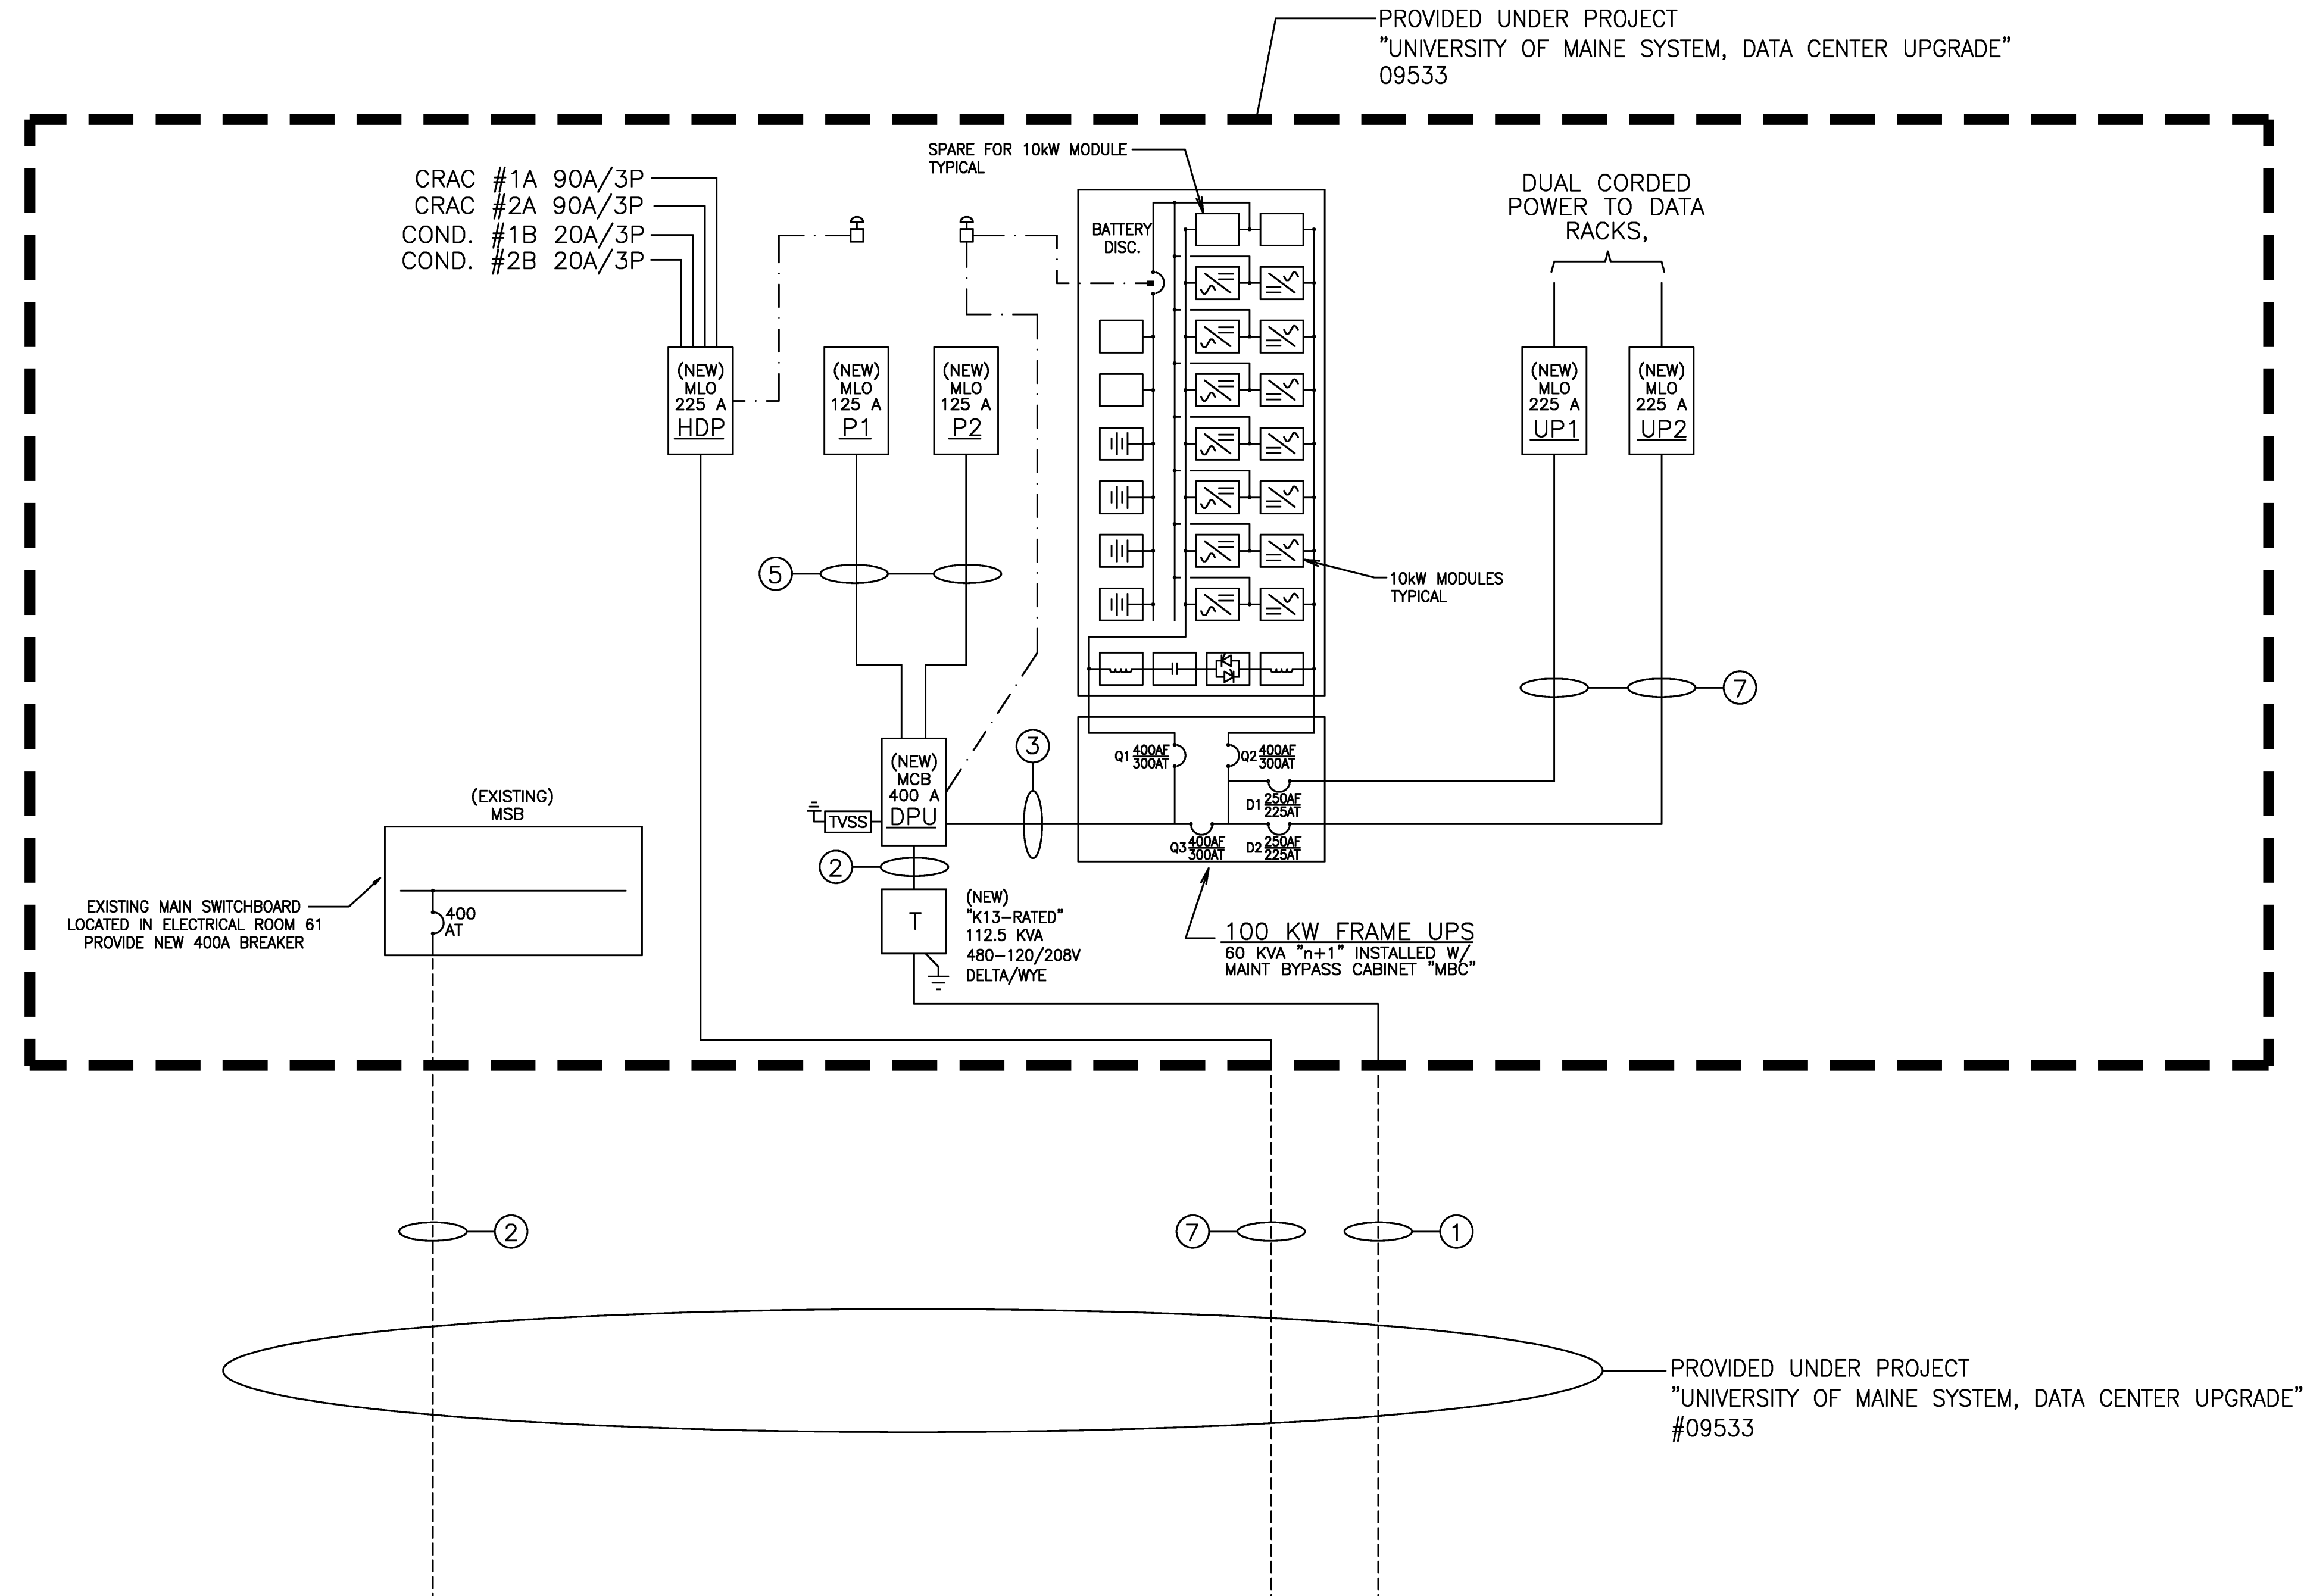 PROVIDED UNDER PROJECT
"UNIVERSITY OF MAINE SYSTEM, DATA CENTER UPGRADE"
09533
SPARE FOR 10kW MODULE
TYPICAL
CRAC #1A 90A/3P
CRAC #2A 90A/3P
COND. #1B 20A/3P
COND. #2B 20A/3P
BATTERY
DISC.
DUAL CORDED
POWER TO DATA
RACKS,
(NEW)
MLO
225 A
HDP
(NEW)
MLO
125 A
P1
(NEW)
MLO
125 A
P2
(NEW)
MLO
225 A
UP1
(NEW)
MLO
225 A
UP2
5
10kW MODULES
TYPICAL
7
3
(NEW)
MCB
400 A
DPU
TVSS
2
Q1 400AF
300AT
Q2 400AF
300AT
D1 250AF
225AT
Q3 400AF
300AT
D2 250AF
225AT
(EXISTING)
MSB
400
AT
EXISTING MAIN SWITCHBOARD
LOCATED IN ELECTRICAL ROOM 61
PROVIDE NEW 400A BREAKER
T
(NEW)
"K13-RATED"
112.5 KVA
480-120/208V
DELTA/WYE
100 KW FRAME UPS
60 KVA "n+1" INSTALLED W/
MAINT BYPASS CABINET "MBC"
2
7
1
PROVIDED UNDER PROJECT
"UNIVERSITY OF MAINE SYSTEM, DATA CENTER UPGRADE"
#09533